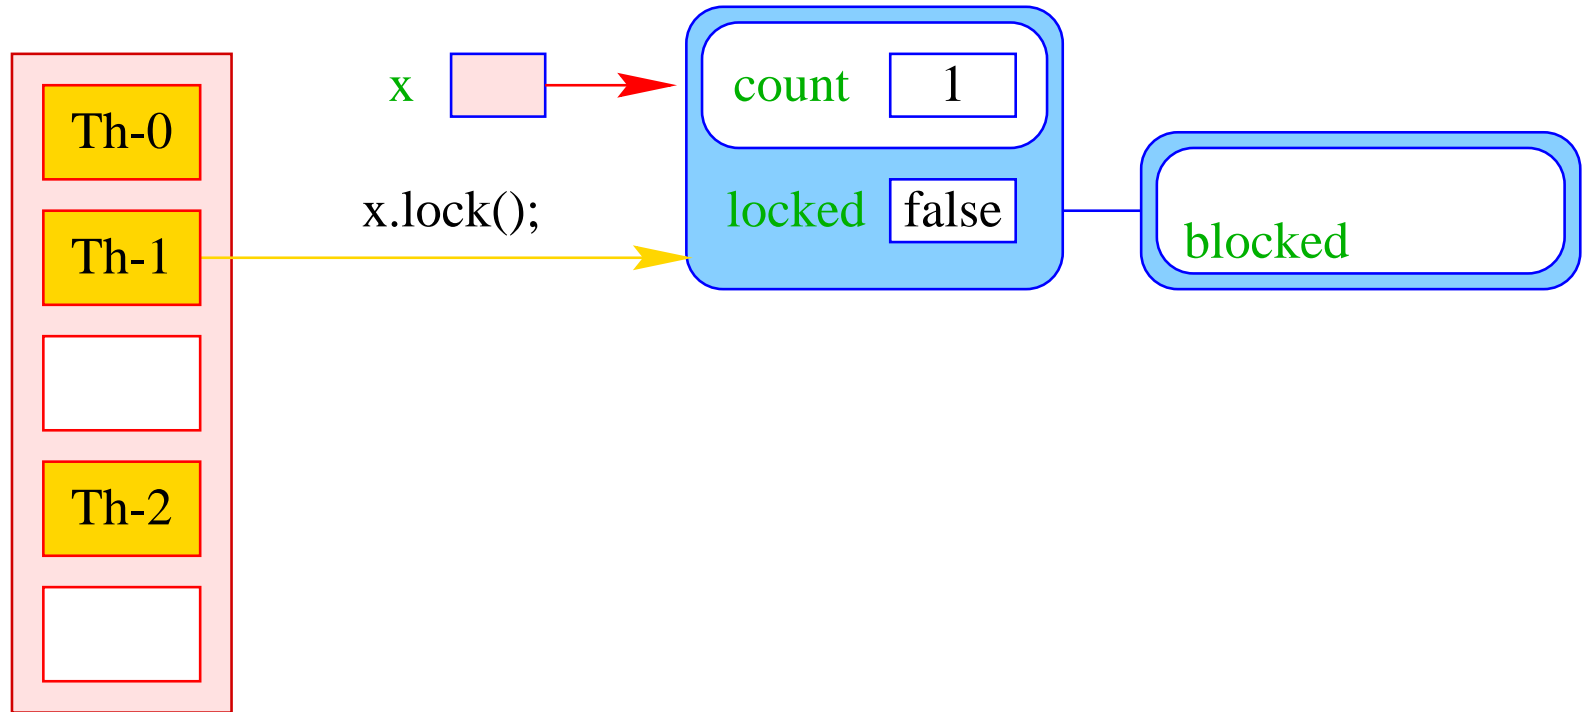 Th-0
Th-1
Th-2
x
x.lock();
count 1
locked false
blocked